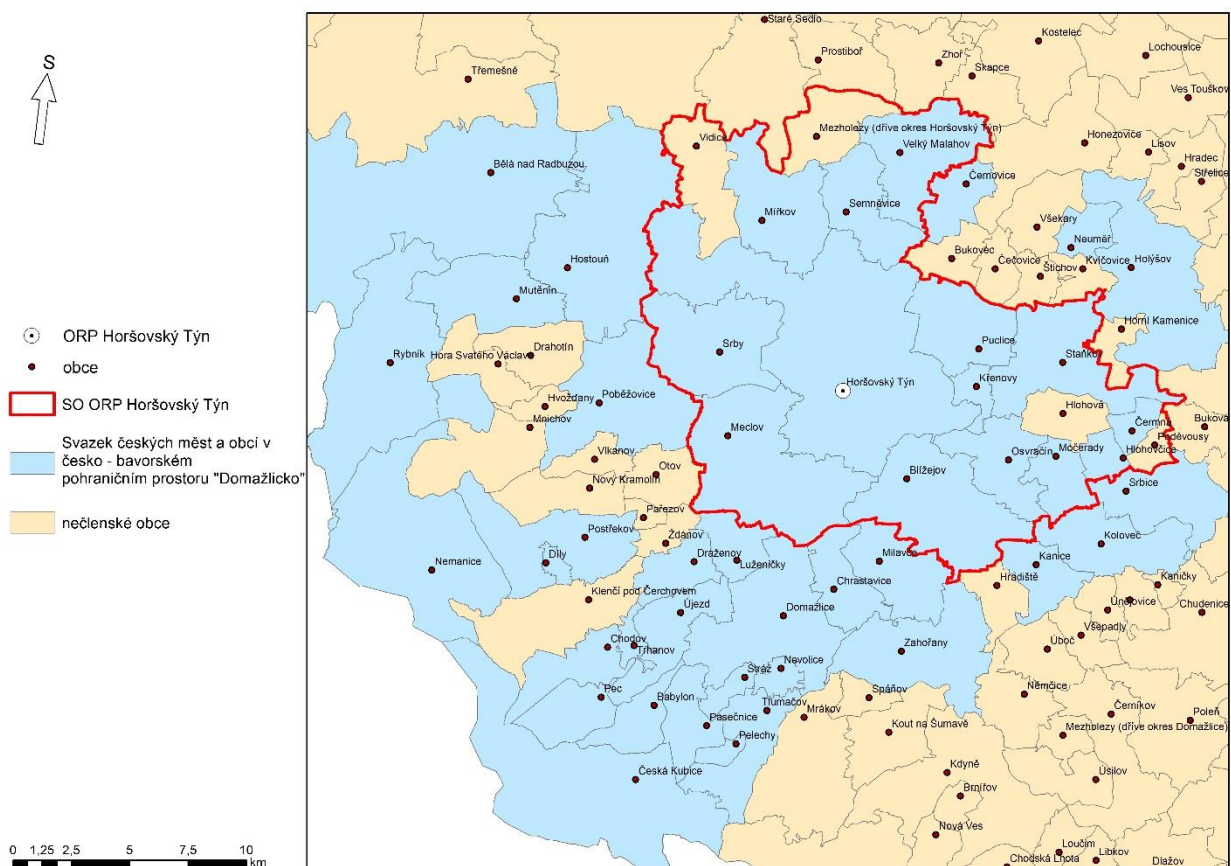 S
ORP Horšovský Týn
obce
SO ORP Horšovský Týn
Svazek českých měst a obcí v
česko - bavorském
pohraničním prostoru "Domažlicko"
nečlenské obce
0 1,25 2,5 5 7,5 10
km
Staré Sedlo
Kostelec
Prostiboř
Zhoř
Lochousice
Třemešné
Skapce
Ves Touškov
Mezholezy (dříve okres Horšovský Týn)
Vidice
Velký Malahov
Honezovice
Lisov
Hradec
Střelice
Bělá nad Radbuzou
Černovice
Mířkov
Semněvice
Všekary
Neuměř
Bukovec
Čečovice
Štichov
Kvíčovice
Holýšov
Hostouň
Mutěnín
Horní Kamenice
Rybník
Hora Svatého Václava
Drahotín
Srby
Puclice
Staňkov
Horšovský Týn
Křenovy
Hvožďany
Poběžovice
Mnichov
Hlohová
Meclov
Čermná
Buková
Poděvousy
Vlkanov
Otov
Osvračín
Močerady
Hlohovčice
Nový Kramolín
Blížejov
Srbice
Pařezov
Postřekov
Ždánov
Koloveč
Nemanice
Díly
Draženov
Luženičky
Milavče
Kanice
Klenčí pod Čerchovem
Chrastavice
Hradiště
Kaničky
Újezd
Domažlice
Únějovice
Chudenice
Všepadly
Chodov
Trhanov
Zahořany
Úboč
Stráž
Nevolice
Pec
Babylon
Spáňov
Němčice
Tlumačov
Mrákov
Černíkov
Poleň
Pasečnice
Kout na Šumavě
Mezholezy (dříve okres Domažlice)
Pelechy
Česká Kubice
Kdyně
Úsilov
Brnířov
Nová Ves
Loučim
Libkov
Chodská Lhota
Dlažov